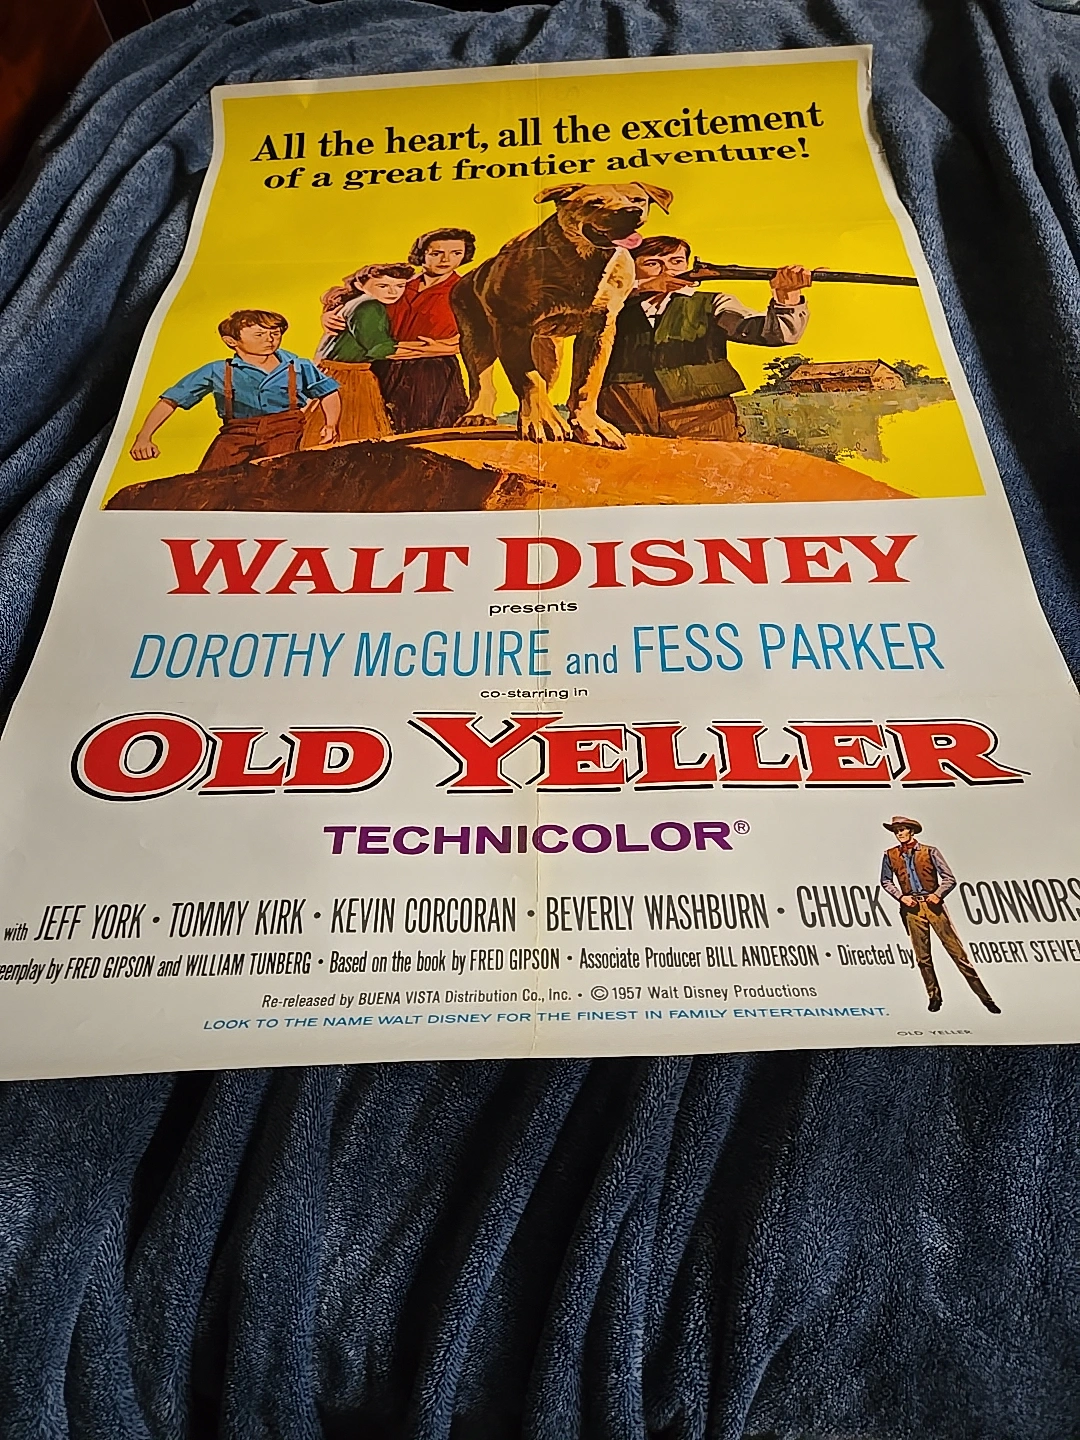 All the heart, all the excitement
of a great frontier adventure!
WALT DISNEY
presents
DOROTHY McGUIRE and FESS PARKER
co-starring in
OLD YELLER
TECHNICOLOR®
with JEFF YORK • TOMMY KIRK • KEVIN CORCORAN • BEVERLY WASHBURN • CHUCK CONNORS
eenplay by FRED GIPSON and WILLIAM TUNBERG • Based on the book by FRED GIPSON • Associate Producer BILL ANDERSON • Directed by ROBERT STEVE
Re-released by BUENA VISTA Distribution Co., Inc. • © 1957 Walt Disney Productions
LOOK TO THE NAME WALT DISNEY FOR THE FINEST IN FAMILY ENTERTAINMENT.
OLD YELLER